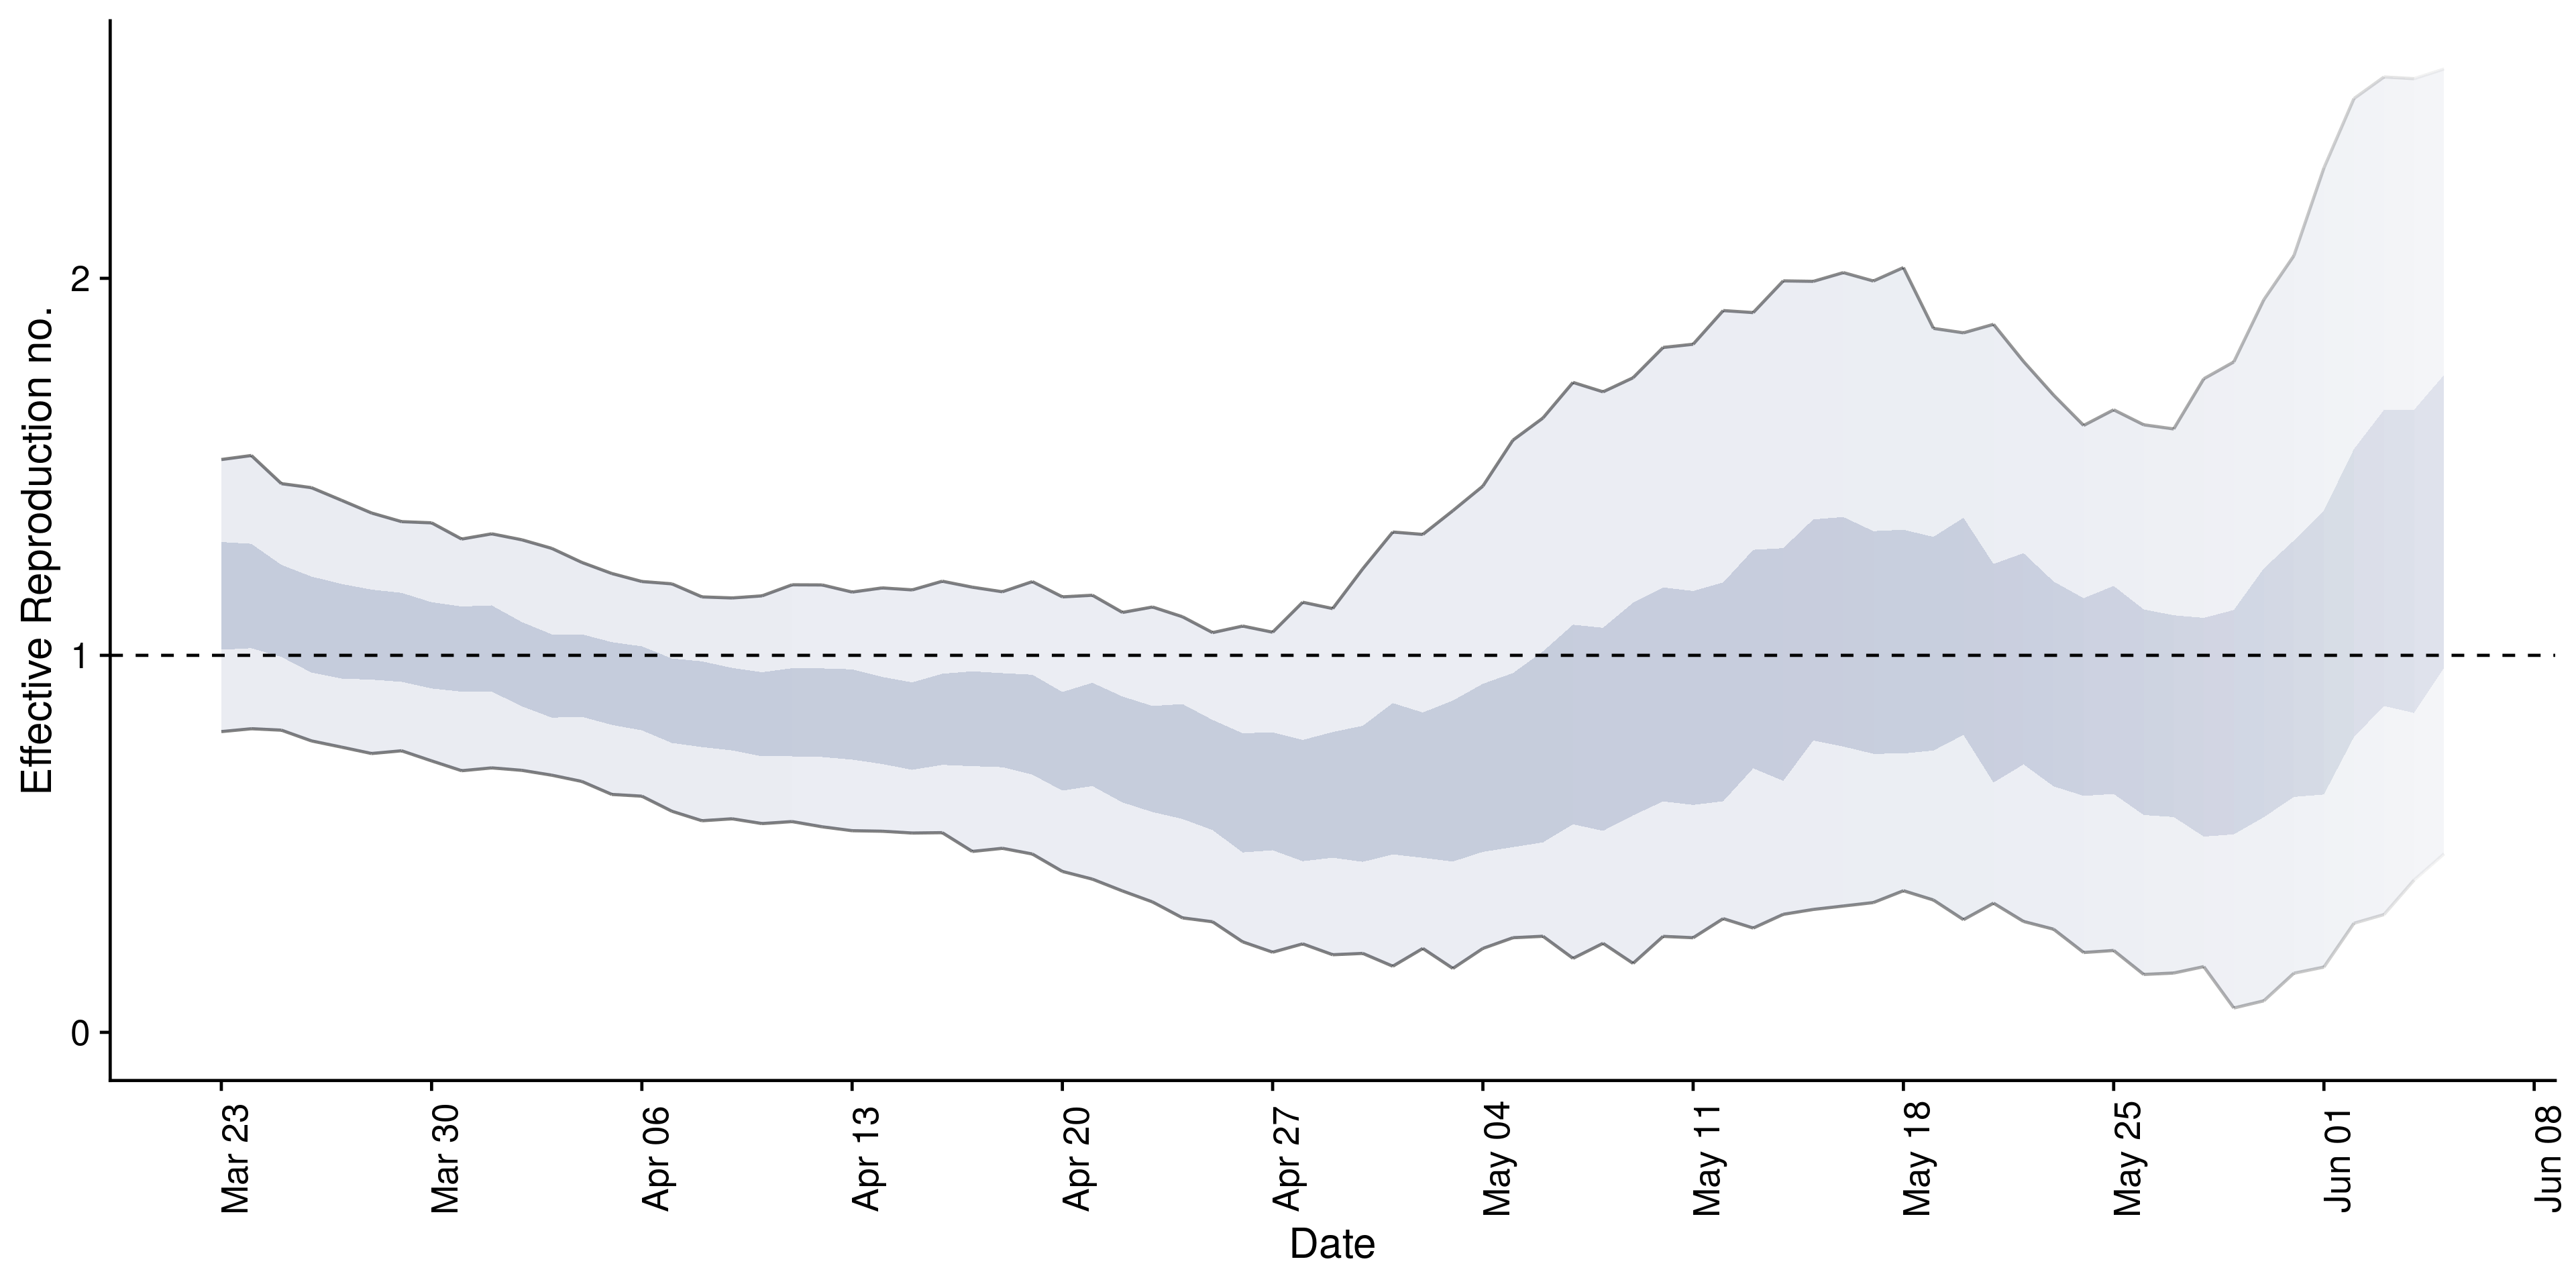 Effective Reproduction no.
2
1
0
Mar 23
Mar 30
Apr 06
Apr 13
Apr 20
Apr 27
May 04
May 11
May 18
May 25
Jun 01
Jun 08
Date